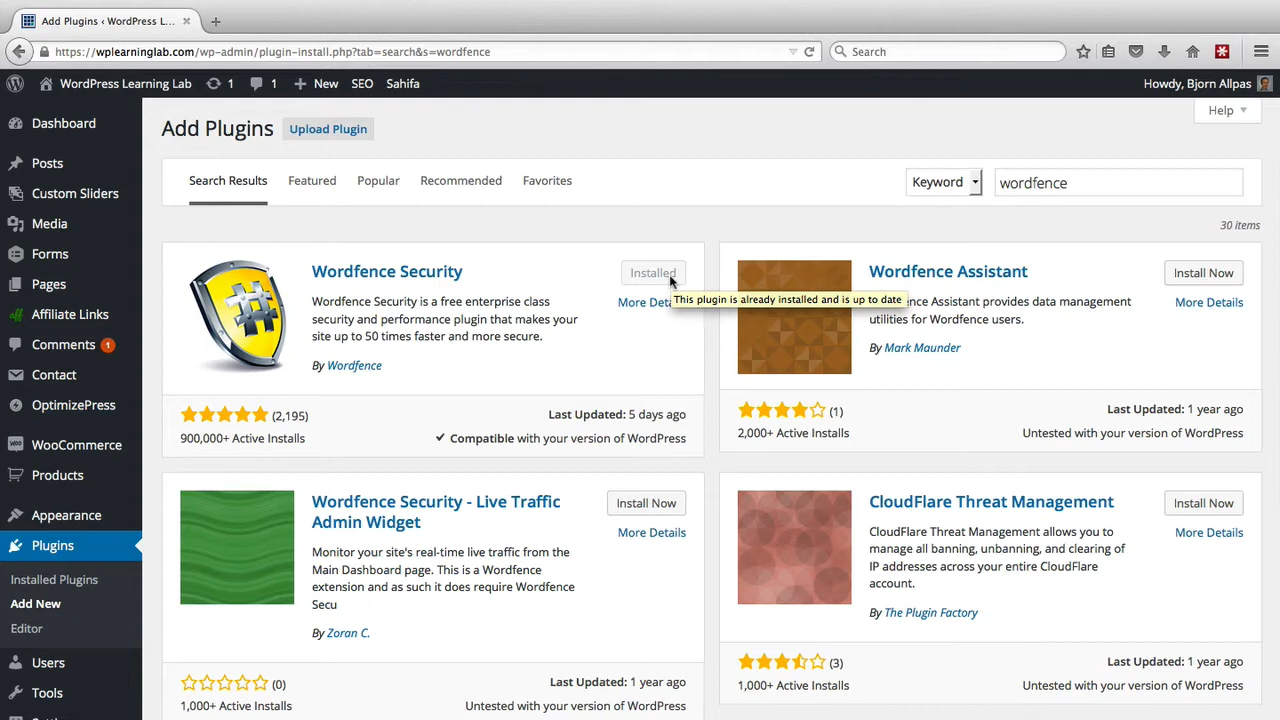 Add Plugins ‹ WordPress L...
https://wplearninglab.com/wp-admin/plugin-install.php?tab=search&s=wordfence
Search
WordPress Learning Lab 1 1 New SEO Sahifa
Howdy, Bjorn Allpas
Help
Dashboard
Posts
Custom Sliders
Media
Forms
Pages
Affiliate Links
Comments 1
Contact
OptimizePress
WooCommerce
Products
Appearance
Plugins
Installed Plugins
Add New
Editor
Users
Tools
Add Plugins Upload Plugin
Search Results Featured Popular Recommended Favorites
Keyword wordfence
30 items
Wordfence Security
Installed
More Deta
This plugin is already installed and is up to date
Wordfence Security is a free enterprise class
security and performance plugin that makes your
site up to 50 times faster and more secure.
By Wordfence
(2,195)
Last Updated: 5 days ago
900,000+ Active Installs
Compatible with your version of WordPress
Wordfence Assistant
Install Now
More Details
ence Assistant provides data management
utilities for Wordfence users.
By Mark Maunder
(1)
Last Updated: 1 year ago
2,000+ Active Installs
Untested with your version of WordPress
Wordfence Security - Live Traffic
Admin Widget
Install Now
More Details
Monitor your site's real-time live traffic from the
Main Dashboard page. This is a Wordfence
extension and as such it does require Wordfence
Secu
By Zoran C.
(0)
Last Updated: 1 year ago
1,000+ Active Installs
Untested with your version of WordPress
CloudFlare Threat Management
Install Now
More Details
CloudFlare Threat Management allows you to
manage all banning, unbanning, and clearing of
IP addresses across your entire CloudFlare
account.
By The Plugin Factory
(3)
Last Updated: 1 year ago
1,000+ Active Installs
Untested with your version of WordPress